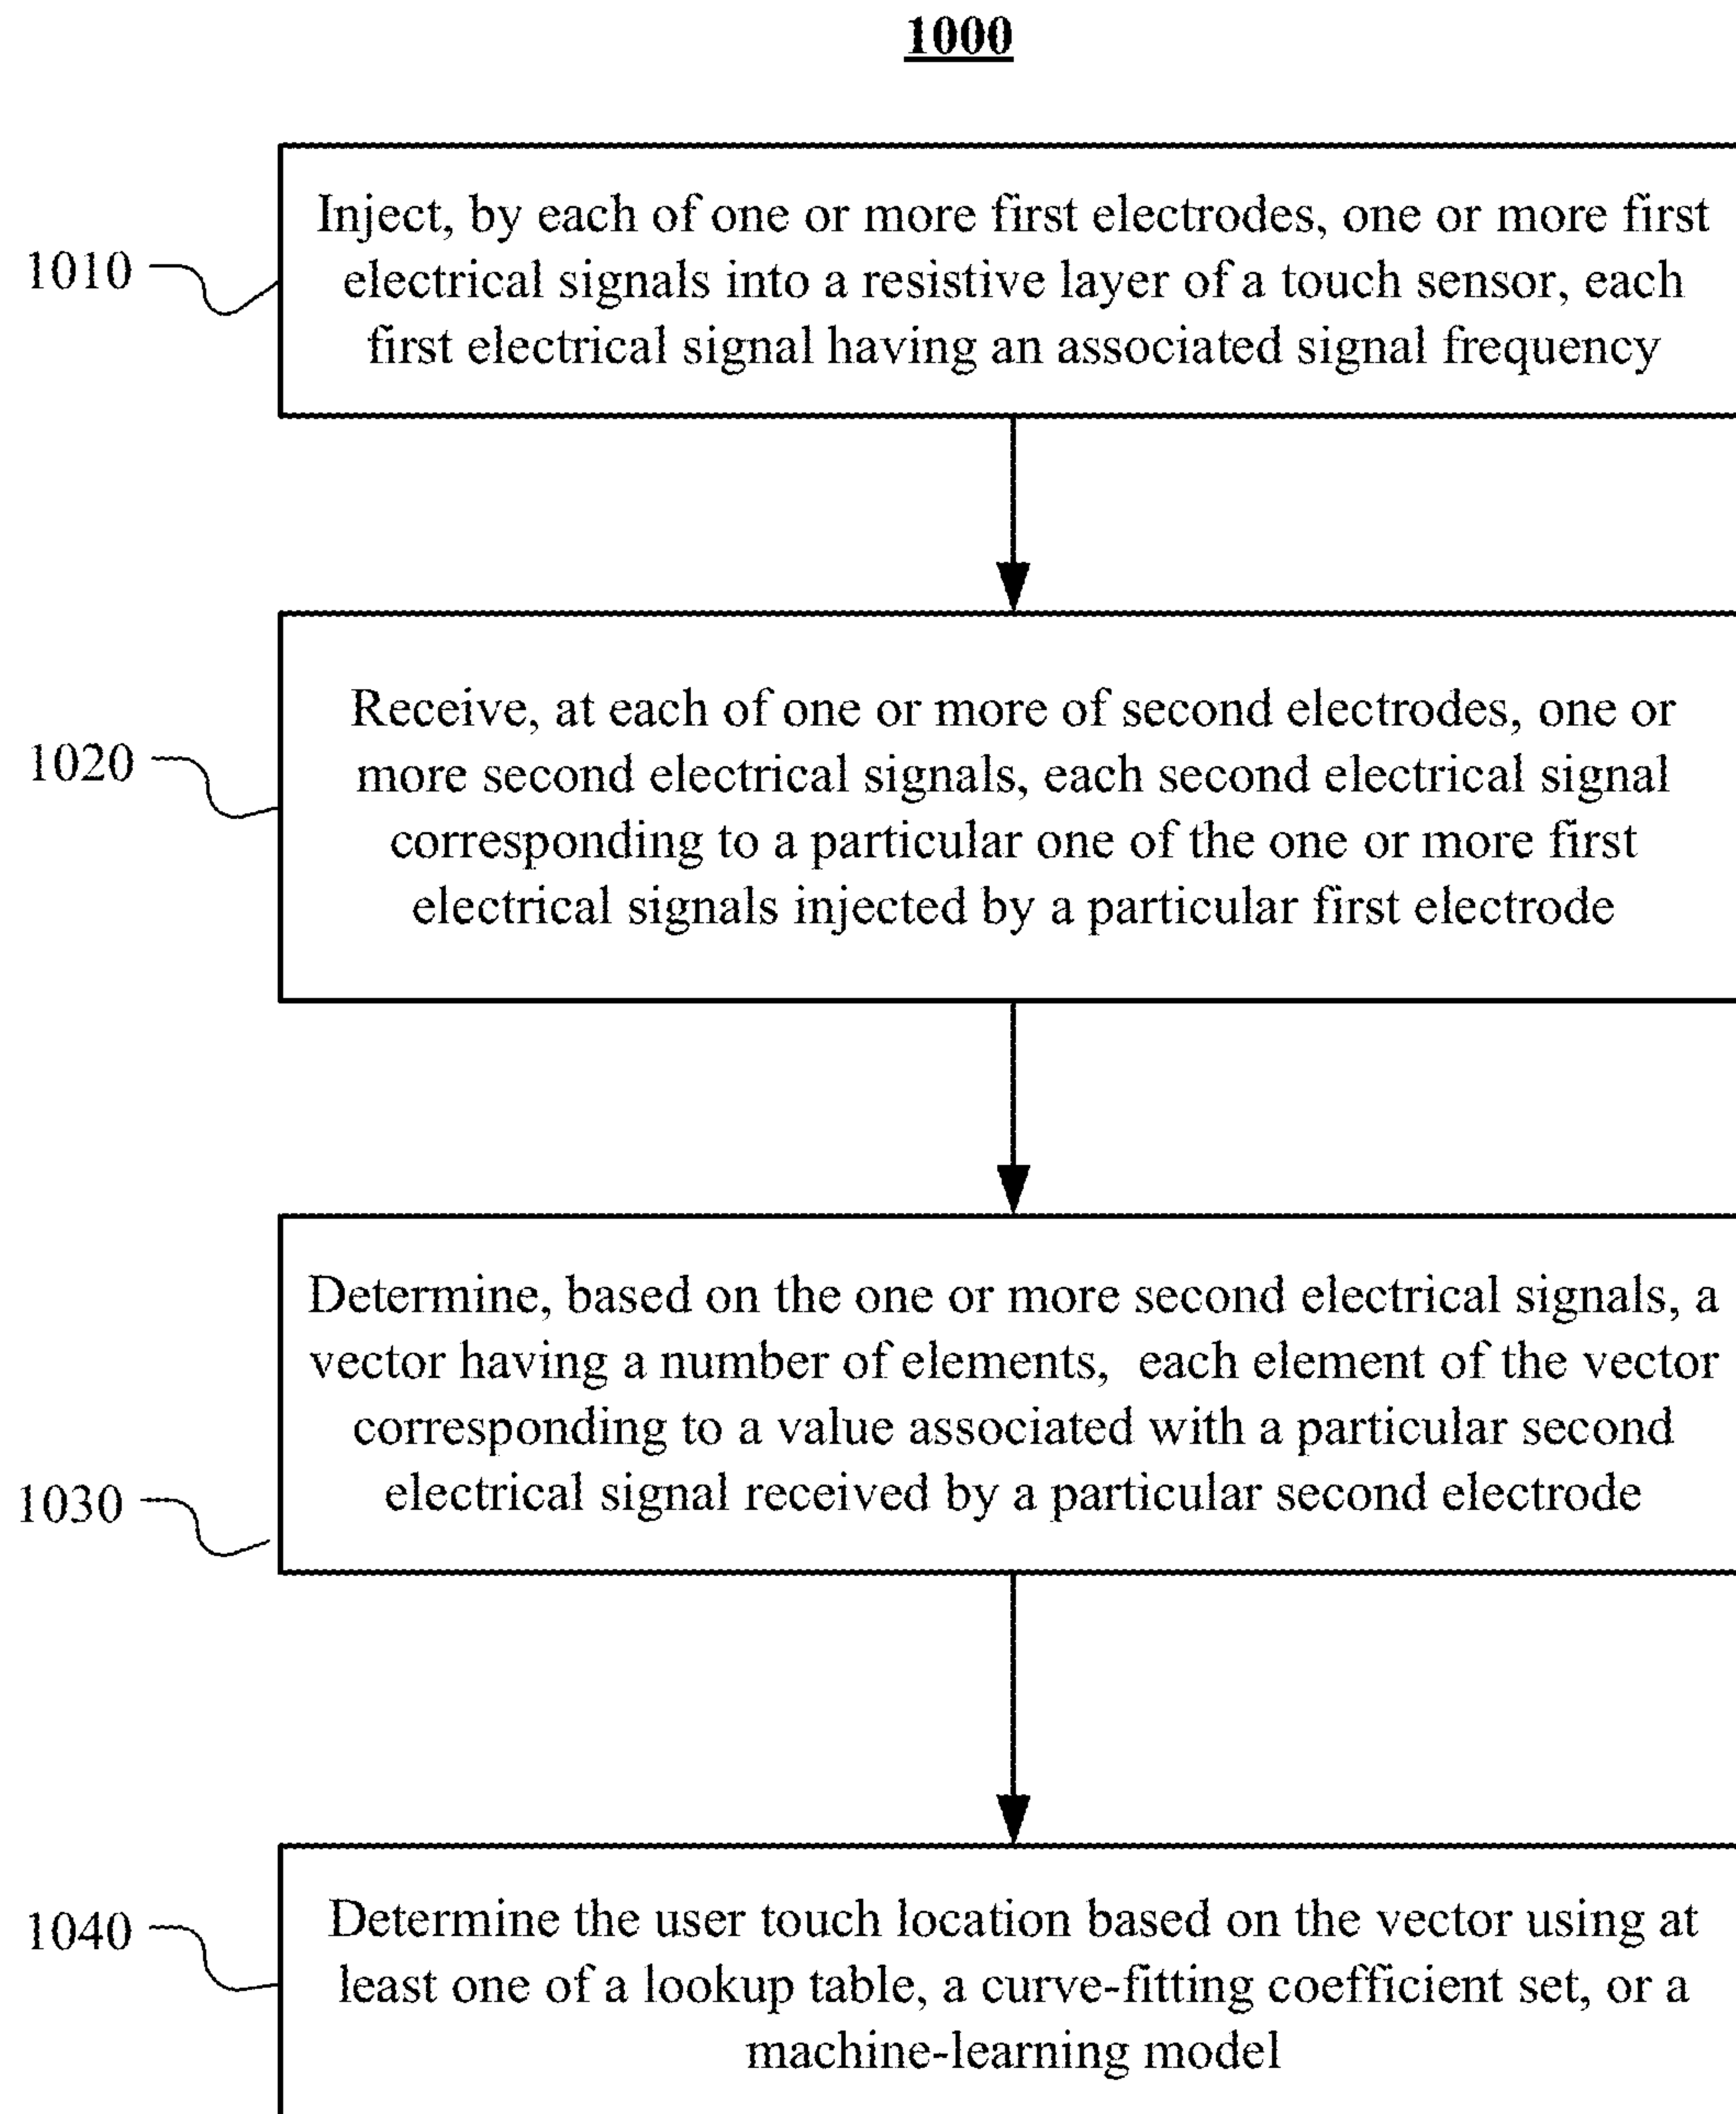 1000
1010
Inject, by each of one or more first electrodes, one or more first
electrical signals into a resistive layer of a touch sensor, each
first electrical signal having an associated signal frequency
1020
Receive, at each of one or more of second electrodes, one or
more second electrical signals, each second electrical signal
corresponding to a particular one of the one or more first
electrical signals injected by a particular first electrode
1030
Determine, based on the one or more second electrical signals, a
vector having a number of elements, each element of the vector
corresponding to a value associated with a particular second
electrical signal received by a particular second electrode
1040
Determine the user touch location based on the vector using at
least one of a lookup table, a curve-fitting coefficient set, or a
machine-learning model